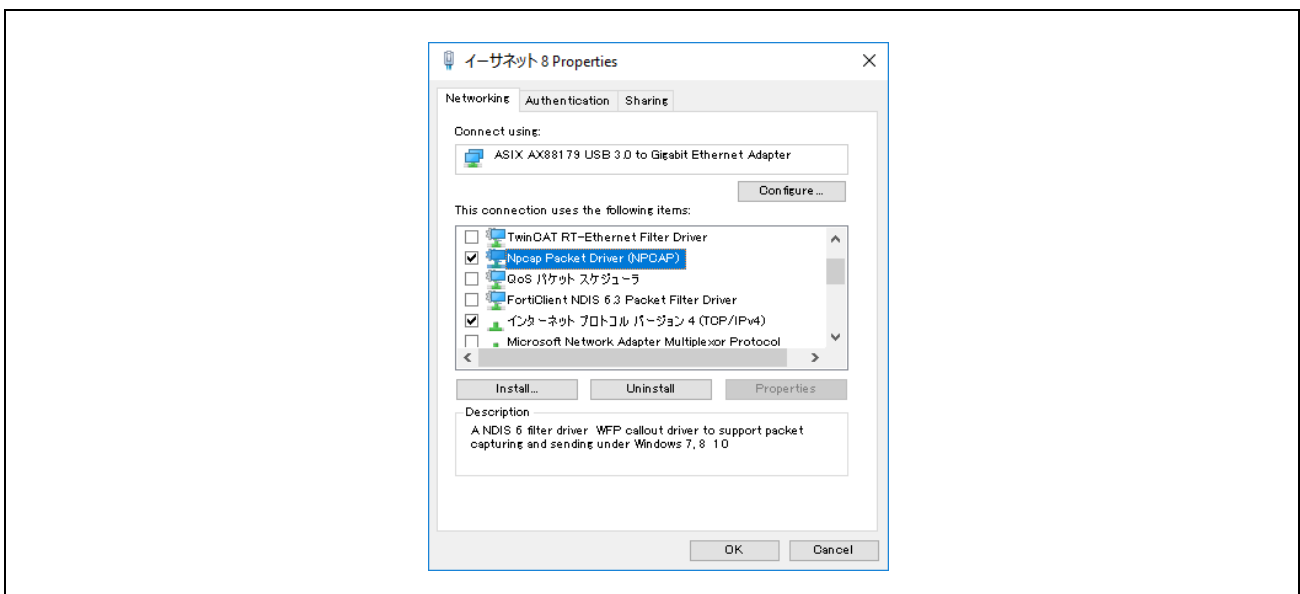 イーサネット 8 Properties
Networking Authentication Sharing
Connect using:
ASIX AX88179 USB 3.0 to Gigabit Ethernet Adapter
Configure...
This connection uses the following items:
TwinCAT RT-Ethernet Filter Driver
Npcap Packet Driver (NPCAP)
QoS パケット スケジューラ
FortiClient NDIS 6.3 Packet Filter Driver
インターネット プロトコル バージョン 4 (TCP/IPv4)
Microsoft Network Adapter Multiplexor Protocol
Install... Uninstall Properties
Description
A NDIS 6 filter driver WFP callout driver to support packet
capturing and sending under Windows 7, 8 10
OK Cancel